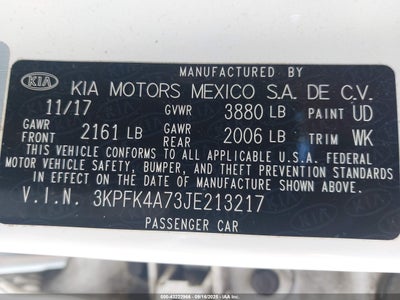 MANUFACTURED BY
KIA KIA MOTORS MEXICO S.A. DE C.V.
11/17 GVWR 3880 LB PAINT UD
GAWR FRONT 2161 LB GAWR REAR 2006 LB TRIM WK
THIS VEHICLE CONFORMS TO ALL APPLICABLE U.S.A. FEDERAL
MOTOR VEHICLE SAFETY, BUMPER, AND THEFT PREVENTION STANDARDS
IN EFFECT ON THE DATE OF MANUFACTURE SHOWN ABOVE.
V.I.N. 3KPFK4A73JE213217
PASSENGER CAR